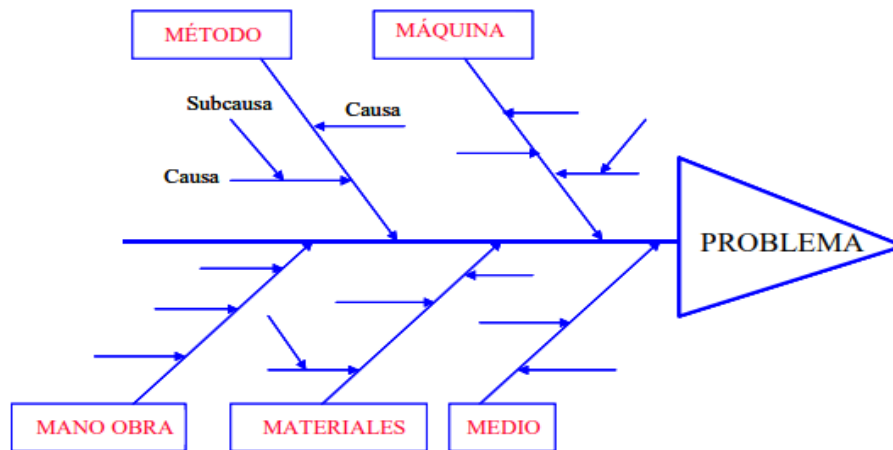 MÉTODO
MÁQUINA
Subcausa
Causa
Causa
PROBLEMA
MANO OBRA
MATERIALES
MEDIO